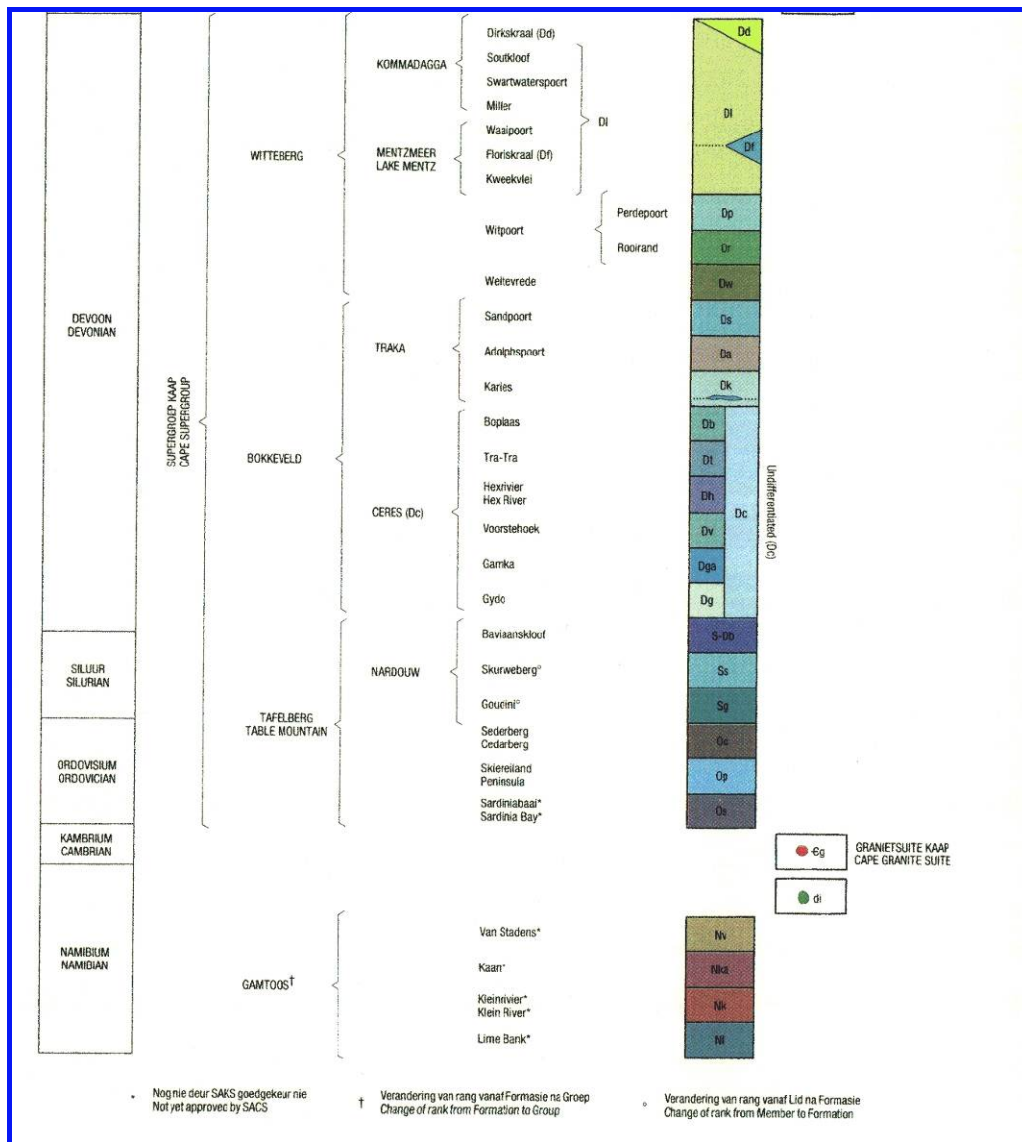 DEVOON
DEVONIAN
SILUUR
SILURIAN
ORDOVISIUM
ORDOVICIAN
KAMBRIUM
CAMBRIAN
NAMIBIUM
NAMIBIAN
SUPERGROEP KAAP
CAPE SUPERGROUP
WITTEBERG
BOKKEVELD
TAFELBERG
TABLE MOUNTAIN
GAMTOOS†
KOMMADAGGA
MENTZMEER
LAKE MENTZ
TRAKA
CERES (Dc)
NARDOUW
Dirkskraal (Dd)
Soutkloof
Swartwaterspoort
Miller
Waaipoort
Floriskraal (Df)
Kweekvlei
Dl
Witpoort
Perdepoort
Rooirand
Weltevrede
Sandpoort
Adolphspoort
Karies
Boplaas
Tra-Tra
Hexrivier
Hex River
Voorstehoek
Gamka
Gydo
Baviaanskloof
Skurweberg°
Goudini°
Sederberg
Cedarberg
Skiereiland
Peninsula
Sardiniabaai*
Sardinia Bay*
Van Stadens*
Kaan*
Kleinrivier*
Klein River*
Lime Bank*
Dd
Dl
Df
Dp
Dr
Dw
Ds
Da
Dk
Db
Dt
Dh
Dv
Dga
Dg
Dc
Undifferentiated (Dc)
S-Db
Ss
Sg
Oc
Op
Os
Єg
GRANIETSUITE KAAP
CAPE GRANITE SUITE
di
Nv
Nka
Nk
Nl
* Nog nie deur SAKS goedgekeur nie
Not yet approved by SACS
† Verandering van rang vanaf Formasie na Groep
Change of rank from Formation to Group
° Verandering van rang vanaf Lid na Formasie
Change of rank from Member to Formation